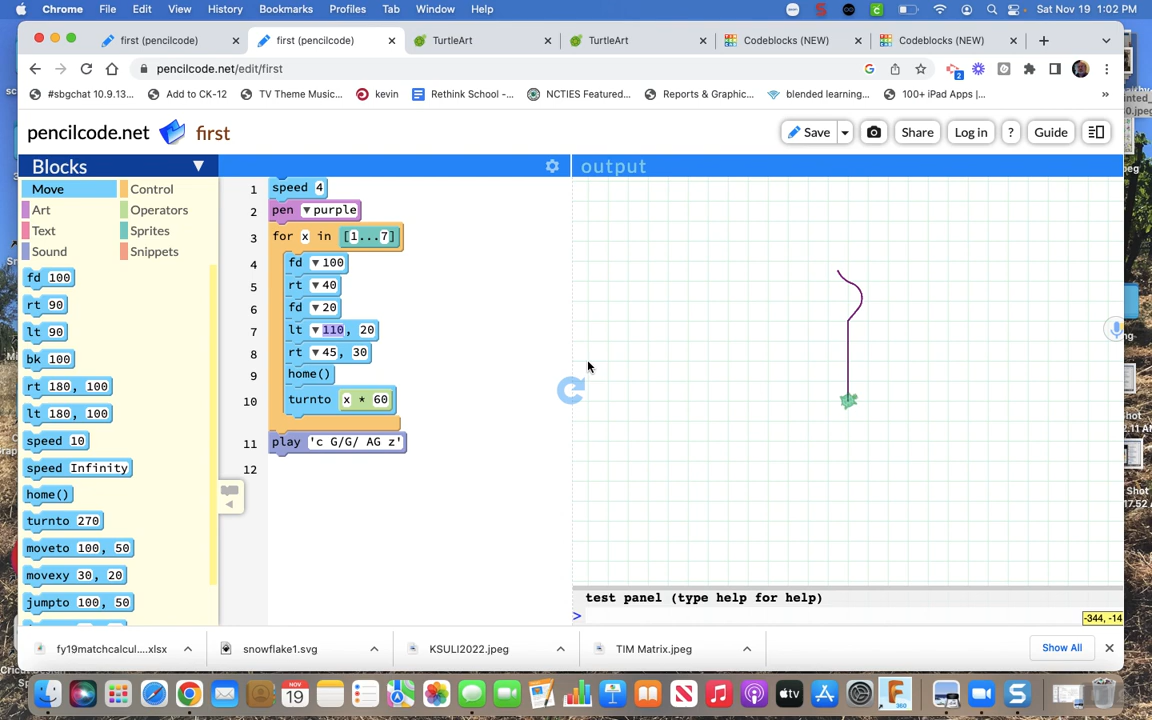 Chrome File Edit View History Bookmarks Profiles Tab Window Help Sat Nov 19 1:02 PM
first (pencilcode) first (pencilcode) TurtleArt TurtleArt Codeblocks (NEW) Codeblocks (NEW)
pencilcode.net/edit/first 2
#sbgchat 10.9.13... Add to CK-12 TV Theme Music... kevin Rethink School -... NCTIES Featured... Reports & Graphic... blended learning... 100+ iPad Apps |... »
pencilcode.net first Save Share Log in ? Guide
Blocks output
Move Control
Art Operators
Text Sprites
Sound Snippets
fd 100
rt 90
lt 90
bk 100
rt 180, 100
lt 180, 100
speed 10
speed Infinity
home()
turnto 270
moveto 100, 50
movexy 30, 20
jumpto 100, 50
1 speed 4
2 pen purple
3 for x in [1...7]
4 fd 100
5 rt 40
6 fd 20
7 lt 110, 20
8 rt 45, 30
9 home()
10 turnto x * 60
11 play 'c G/G/ AG z'
12
test panel (type help for help)
>
-344, -14
fy19matchcalcul....xlsx snowflake1.svg KSULI2022.jpeg TIM Matrix.jpeg Show All
NOV
19
tv
360